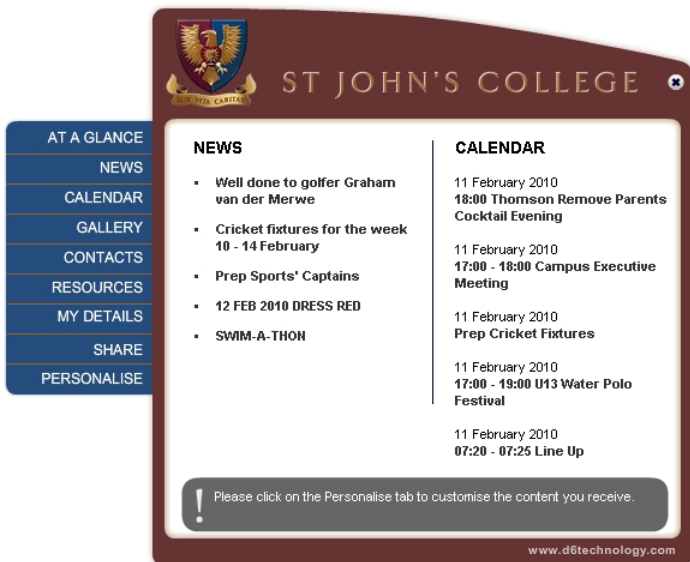 LUX VITA CARITAS
ST JOHN'S COLLEGE
AT A GLANCE
NEWS
CALENDAR
GALLERY
CONTACTS
RESOURCES
MY DETAILS
SHARE
PERSONALISE
NEWS
Well done to golfer Graham
van der Merwe
Cricket fixtures for the week
10 - 14 February
Prep Sports' Captains
12 FEB 2010 DRESS RED
SWIM-A-THON
CALENDAR
11 February 2010
18:00 Thomson Remove Parents
Cocktail Evening
11 February 2010
17:00 - 18:00 Campus Executive
Meeting
11 February 2010
Prep Cricket Fixtures
11 February 2010
17:00 - 19:00 U13 Water Polo
Festival
11 February 2010
07:20 - 07:25 Line Up
! Please click on the Personalise tab to customise the content you receive.
www.d6technology.com